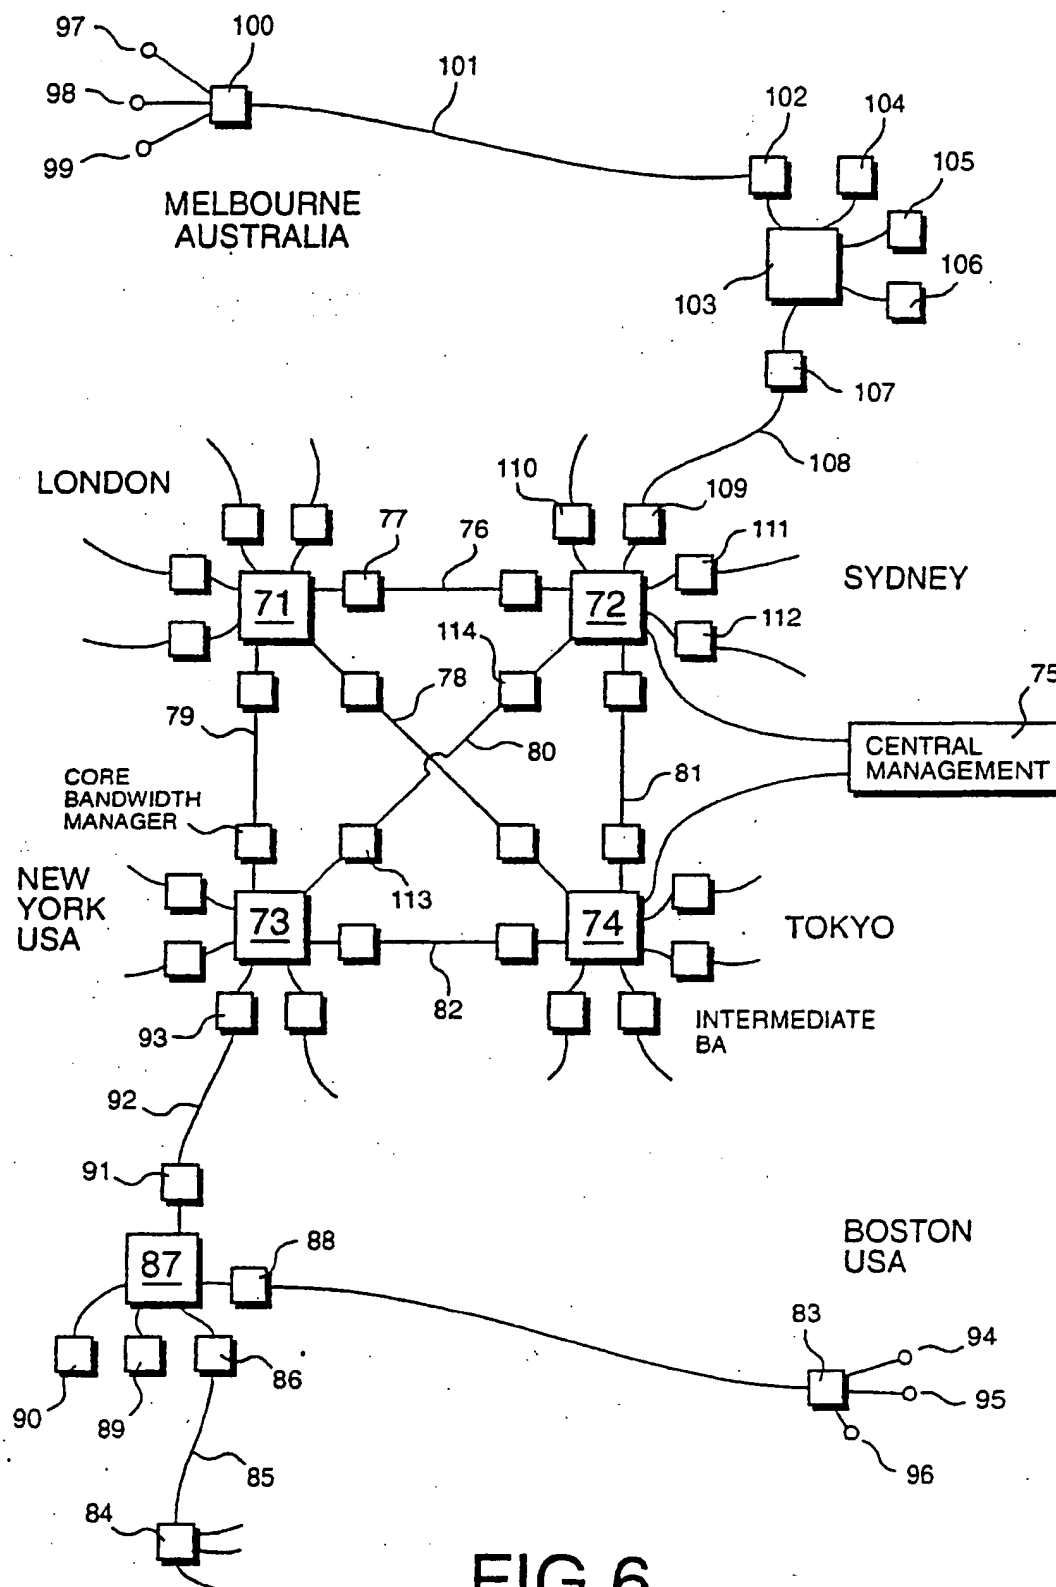 97
100
98
101
99
102
104
105
MELBOURNE
AUSTRALIA
106
103
107
108
LONDON
110
109
77
76
111
71
72
SYDNEY
114
112
78
75
79
80
CENTRAL
MANAGEMENT
81
CORE
BANDWIDTH
MANAGER
113
NEW
YORK
USA
73
74
TOKYO
82
93
INTERMEDIATE
BA
92
91
BOSTON
USA
88
87
83
94
86
95
90
89
96
85
84
FIG 6